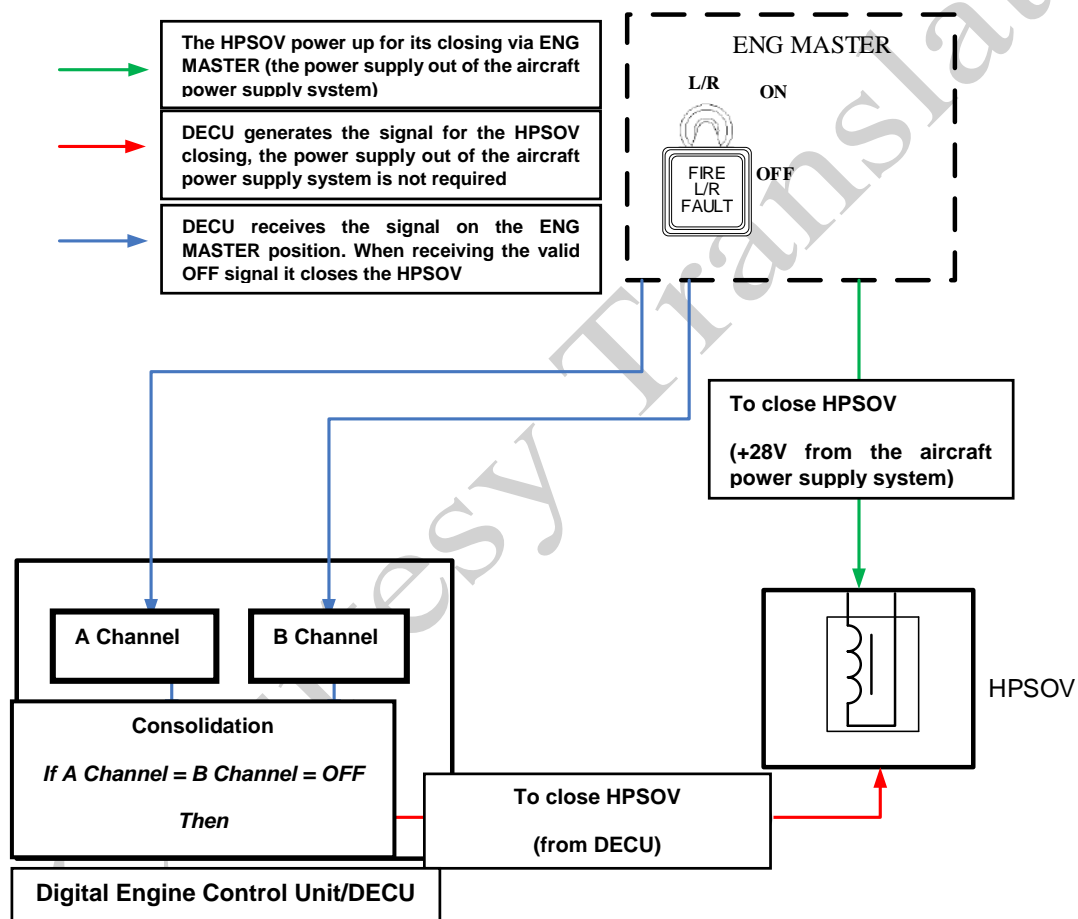 The HPSOV power up for its closing via ENG
MASTER (the power supply out of the aircraft
power supply system)
DECU generates the signal for the HPSOV
closing, the power supply out of the aircraft
power supply system is not required
DECU receives the signal on the ENG
MASTER position. When receiving the valid
OFF signal it closes the HPSOV
ENG MASTER
L/R
ON
OFF
FIRE
L/R
FAULT
To close HPSOV
(+28V from the aircraft
power supply system)
A Channel
B Channel
HPSOV
Consolidation
If A Channel = B Channel = OFF
Then
To close HPSOV
(from DECU)
Digital Engine Control Unit/DECU